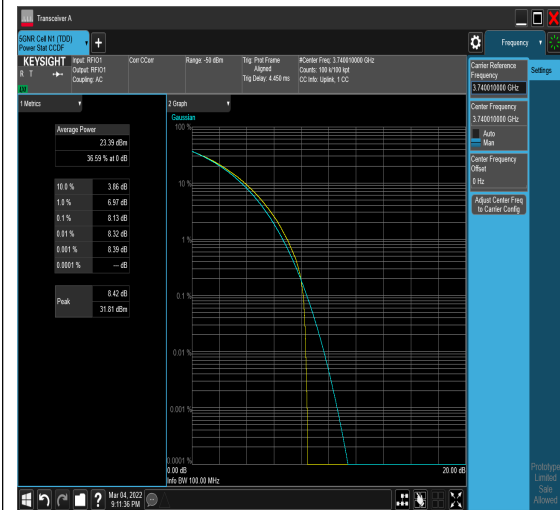 Transceiver A
5GNR Cell N1 (TDD)
Power Stat CCDF
+
Frequency
KEYSIGHT
R T
LXI
Input: RFIO1
Output: RFIO1
Coupling: AC
Corr CCorr
Range: -50 dBm
Trig: Prdt Frame
Aligned
Trig Delay: 4.450 ms
#Center Freq: 3.740010000 GHz
Counts: 100 k/100 kpt
CC Info: Uplink, 1 CC
Carrier Reference
Frequency
3.740010000 GHz
Settings
Center Frequency
3.740010000 GHz
Auto
Man
Center Frequency
Offset
0 Hz
Adjust Center Freq
to Carrier Config
1 Metrics
Average Power
23.39 dBm
36.59 % at 0 dB
10.0 % 3.86 dB
1.0 % 6.97 dB
0.1 % 8.13 dB
0.01 % 8.32 dB
0.001 % 8.39 dB
0.0001 % --- dB
Peak
8.42 dB
31.81 dBm
2 Graph
Gaussian
100 %
10 %
1 %
0.1 %
0.01 %
0.001 %
0.0001 %
0.00 dB
20.00 dB
Info BW 100.00 MHz
Prototype
Limited
Sale
Allowed
?
Mar 04, 2022
9:11:36 PM